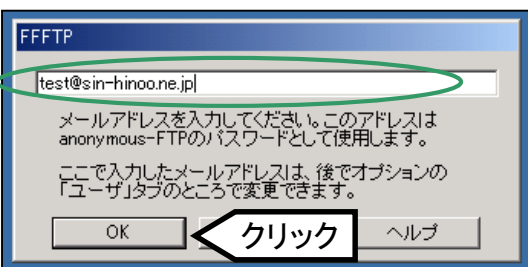 FFFTP
test@sin-hinoo.ne.jp
メールアドレスを入力してください。このアドレスは
anonymous-FTPのパスワードとして使用します。
ここで入力したメールアドレスは、後でオプションの
「ユーザ」タブのところで変更できます。
OK クリック ヘルプ